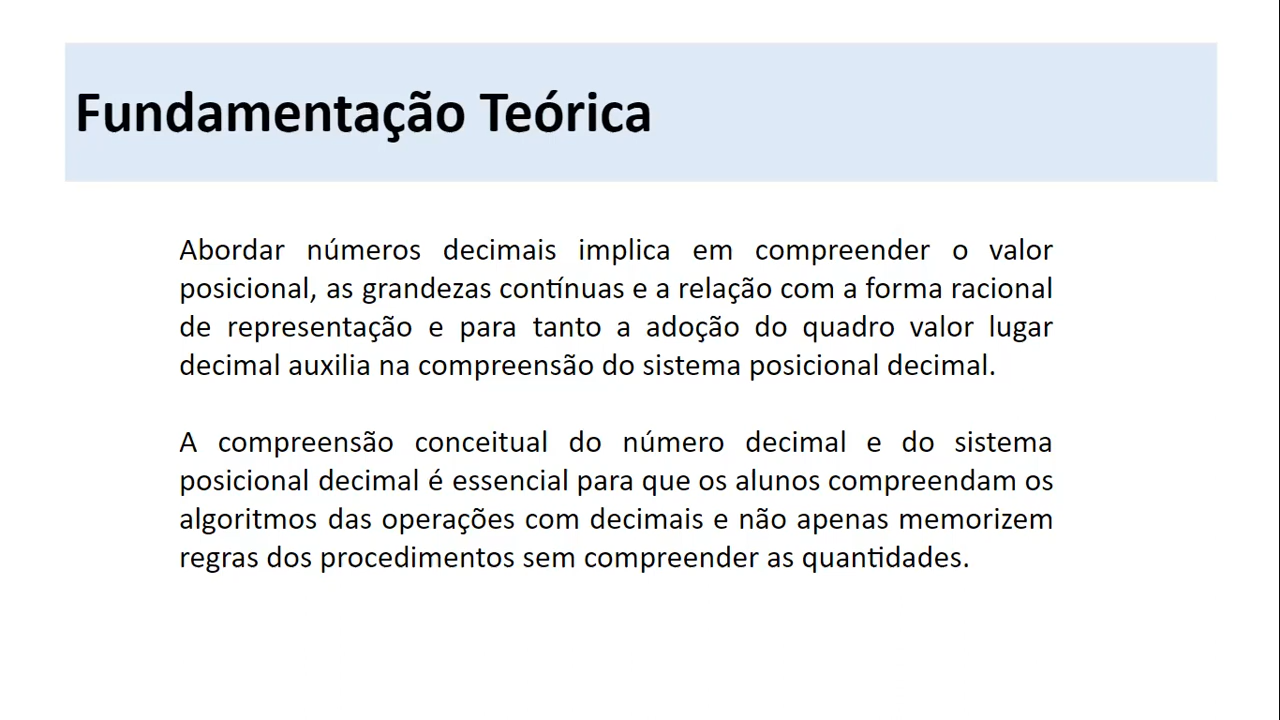 Fundamentação Teórica
Abordar números decimais implica em compreender o valor
posicional, as grandezas contínuas e a relação com a forma racional
de representação e para tanto a adoção do quadro valor lugar
decimal auxilia na compreensão do sistema posicional decimal.
A compreensão conceitual do número decimal e do sistema
posicional decimal é essencial para que os alunos compreendam os
algoritmos das operações com decimais e não apenas memorizem
regras dos procedimentos sem compreender as quantidades.